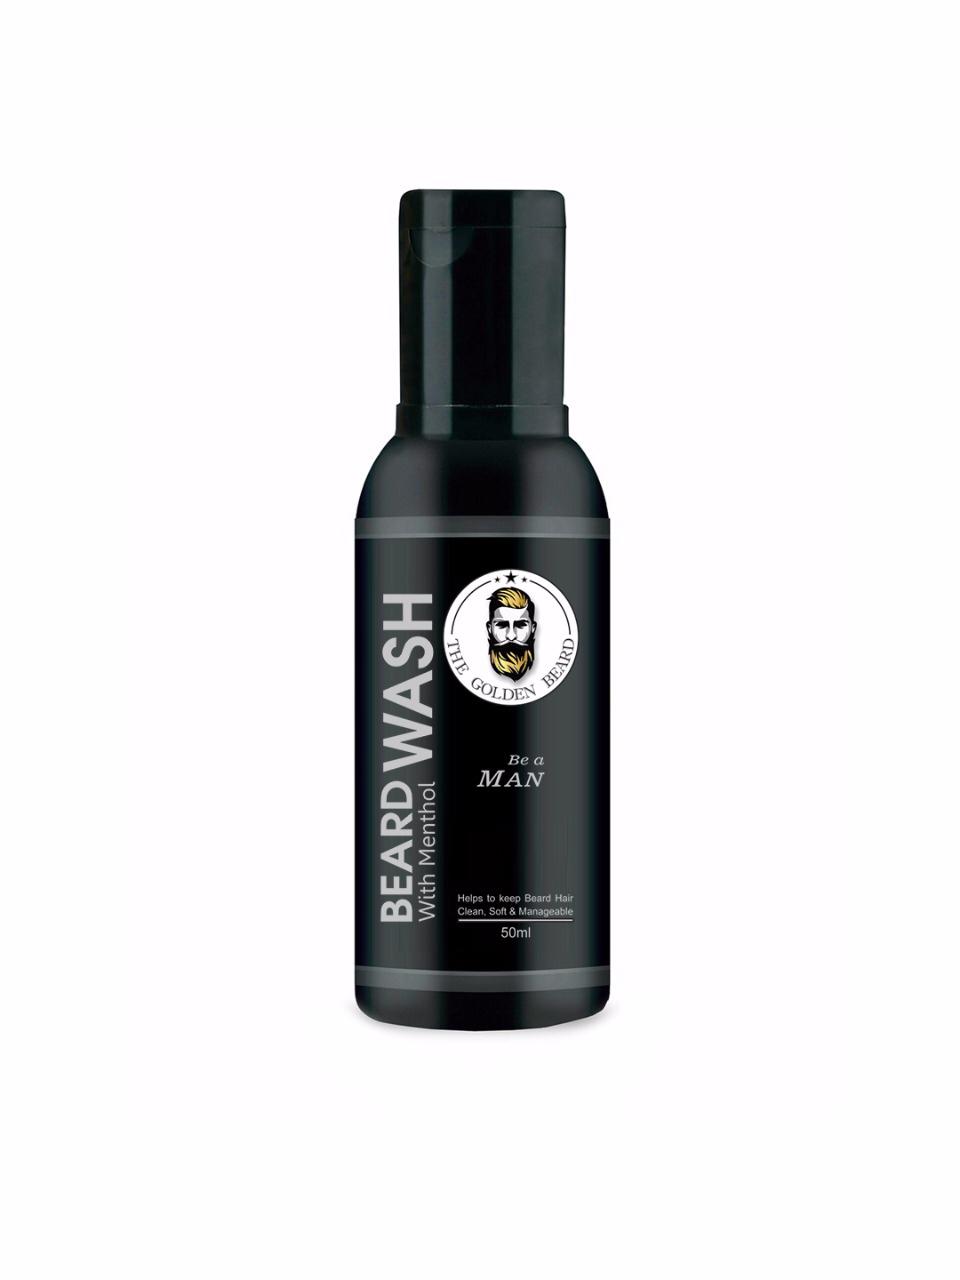 BEARD WASH
With Menthol
THE GOLDEN BEARD
Be a
MAN
Helps to keep Beard Hair
Clean, Soft & Manageable
50ml